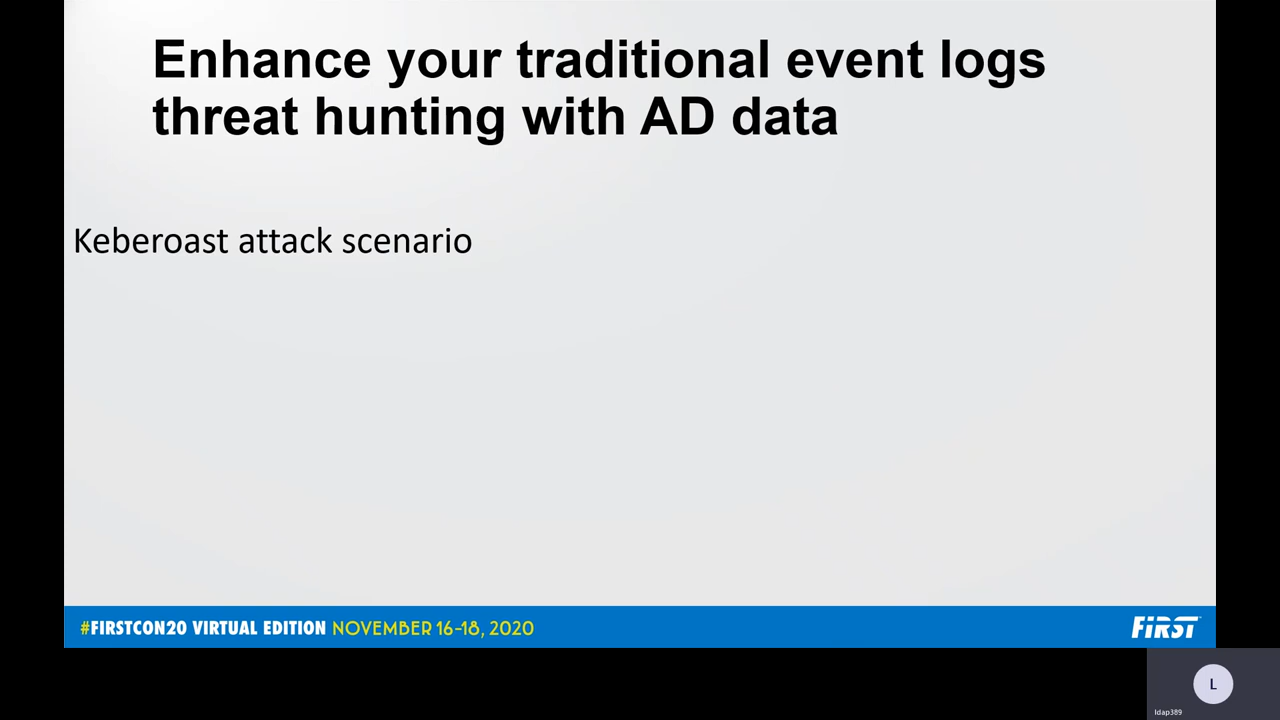 Enhance your traditional event logs
threat hunting with AD data
Keberoast attack scenario
#FIRSTCON20 VIRTUAL EDITION NOVEMBER 16-18, 2020
FIRST
L
ldap389